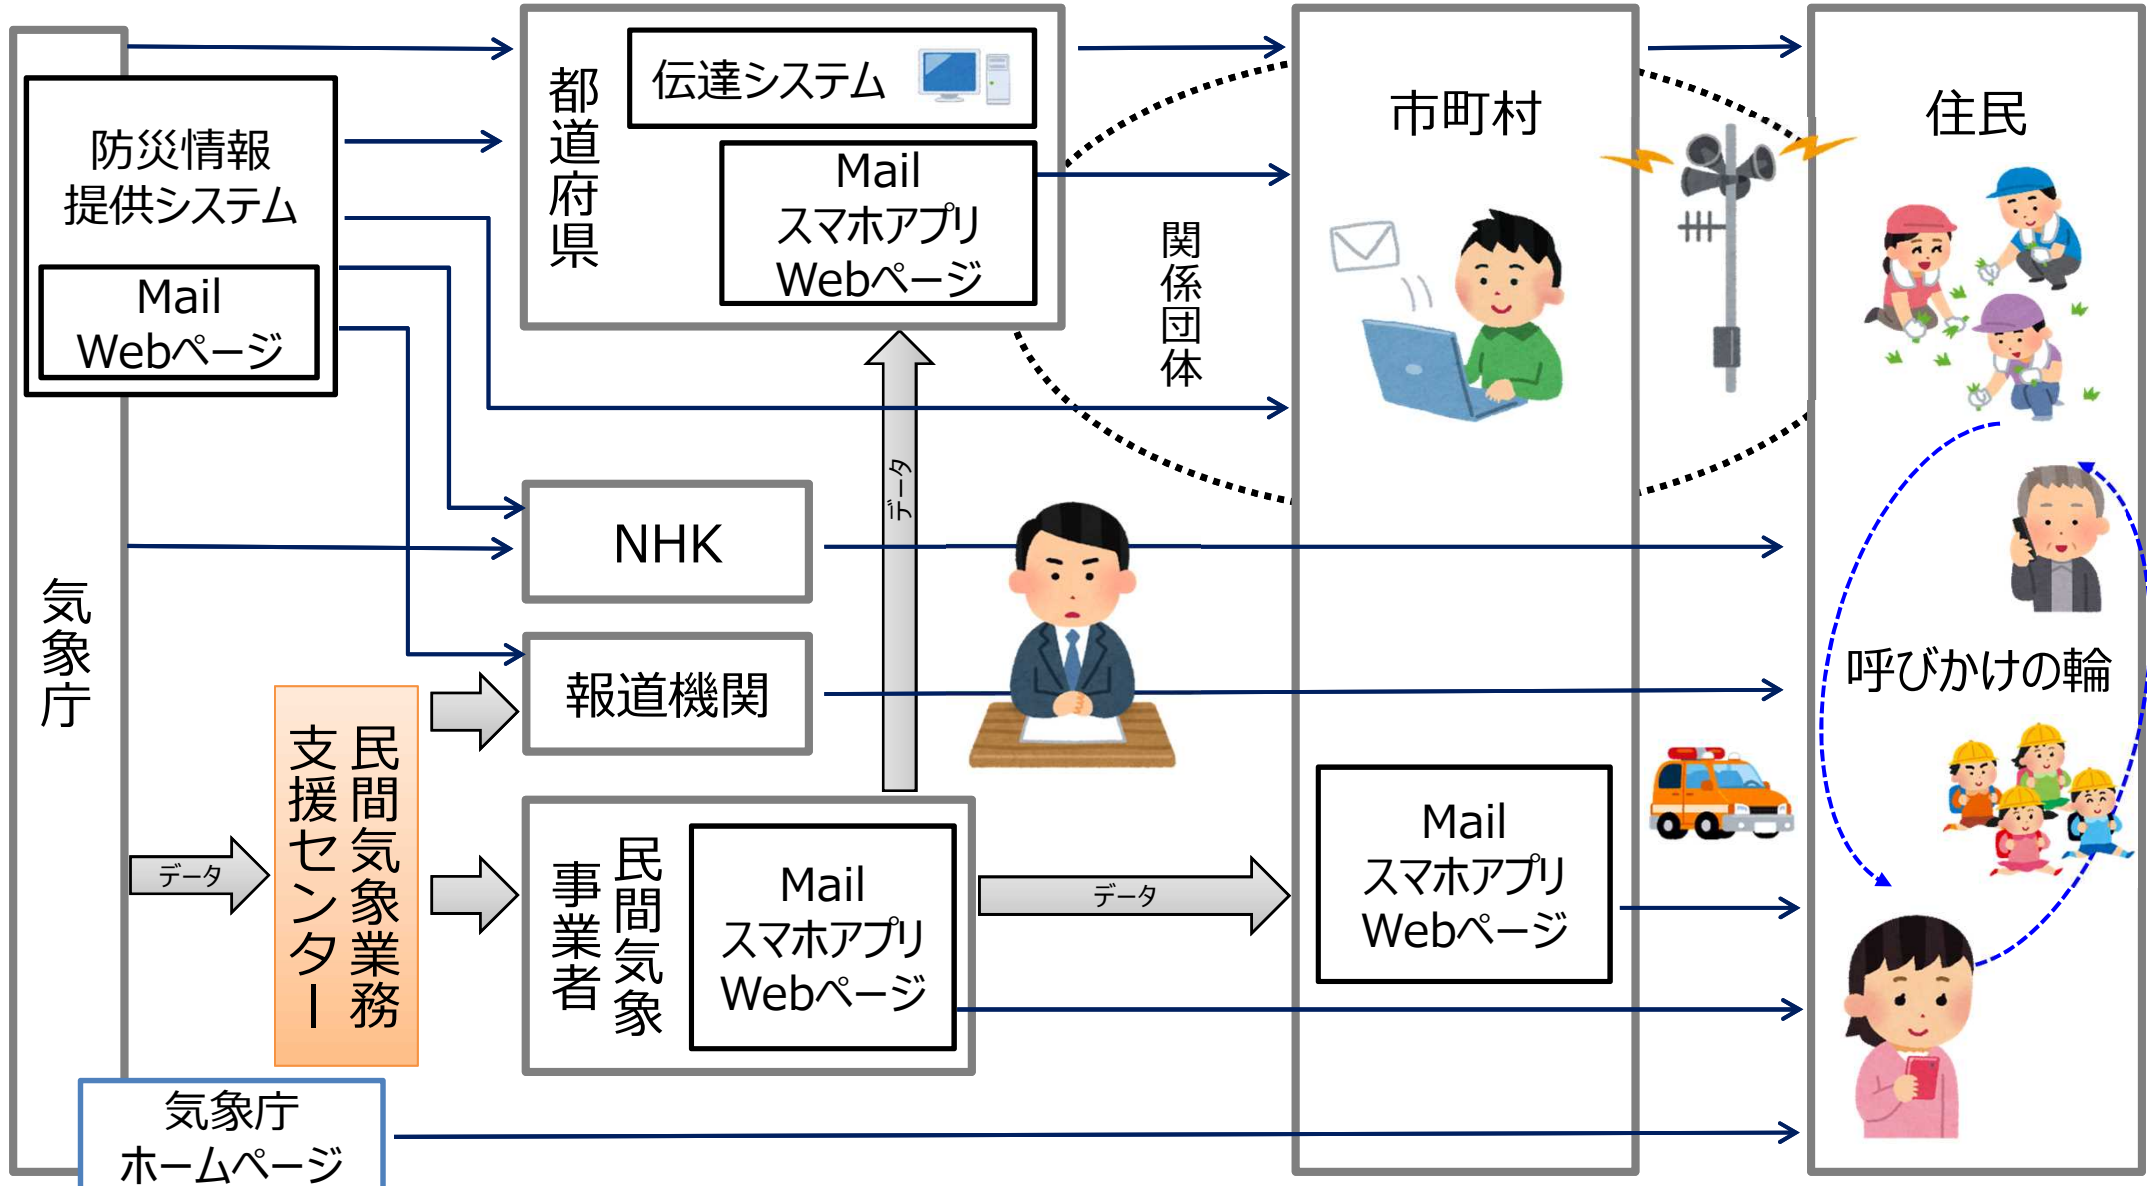 気象庁
防災情報
提供システム
Mail
Webページ
都道府県
伝達システム
Mail
スマホアプリ
Webページ
関係団体
市町村
住民
NHK
報道機関
データ
民間気象業務
支援センター
データ
民間気象
事業者
Mail
スマホアプリ
Webページ
データ
Mail
スマホアプリ
Webページ
呼びかけの輪
気象庁
ホームページ